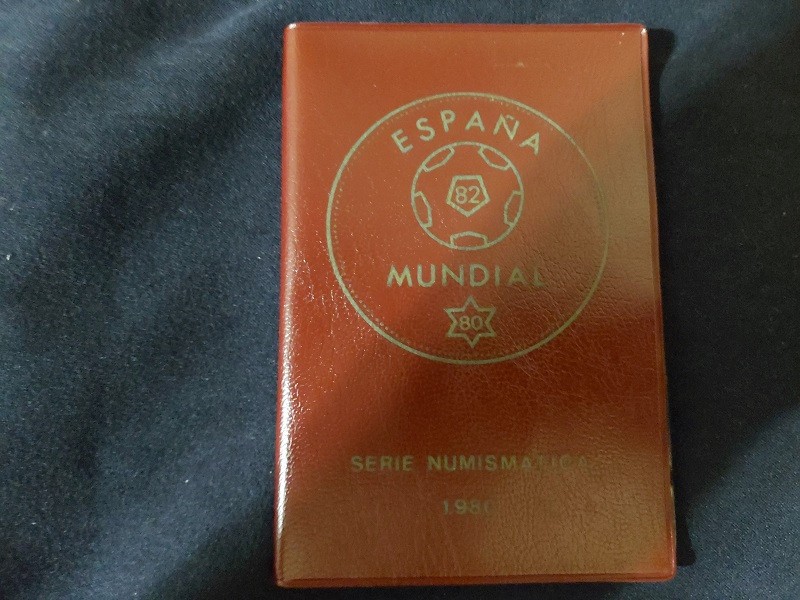 ESPAÑA
82
MUNDIAL
80
SERIE NUMISMATICA
1980